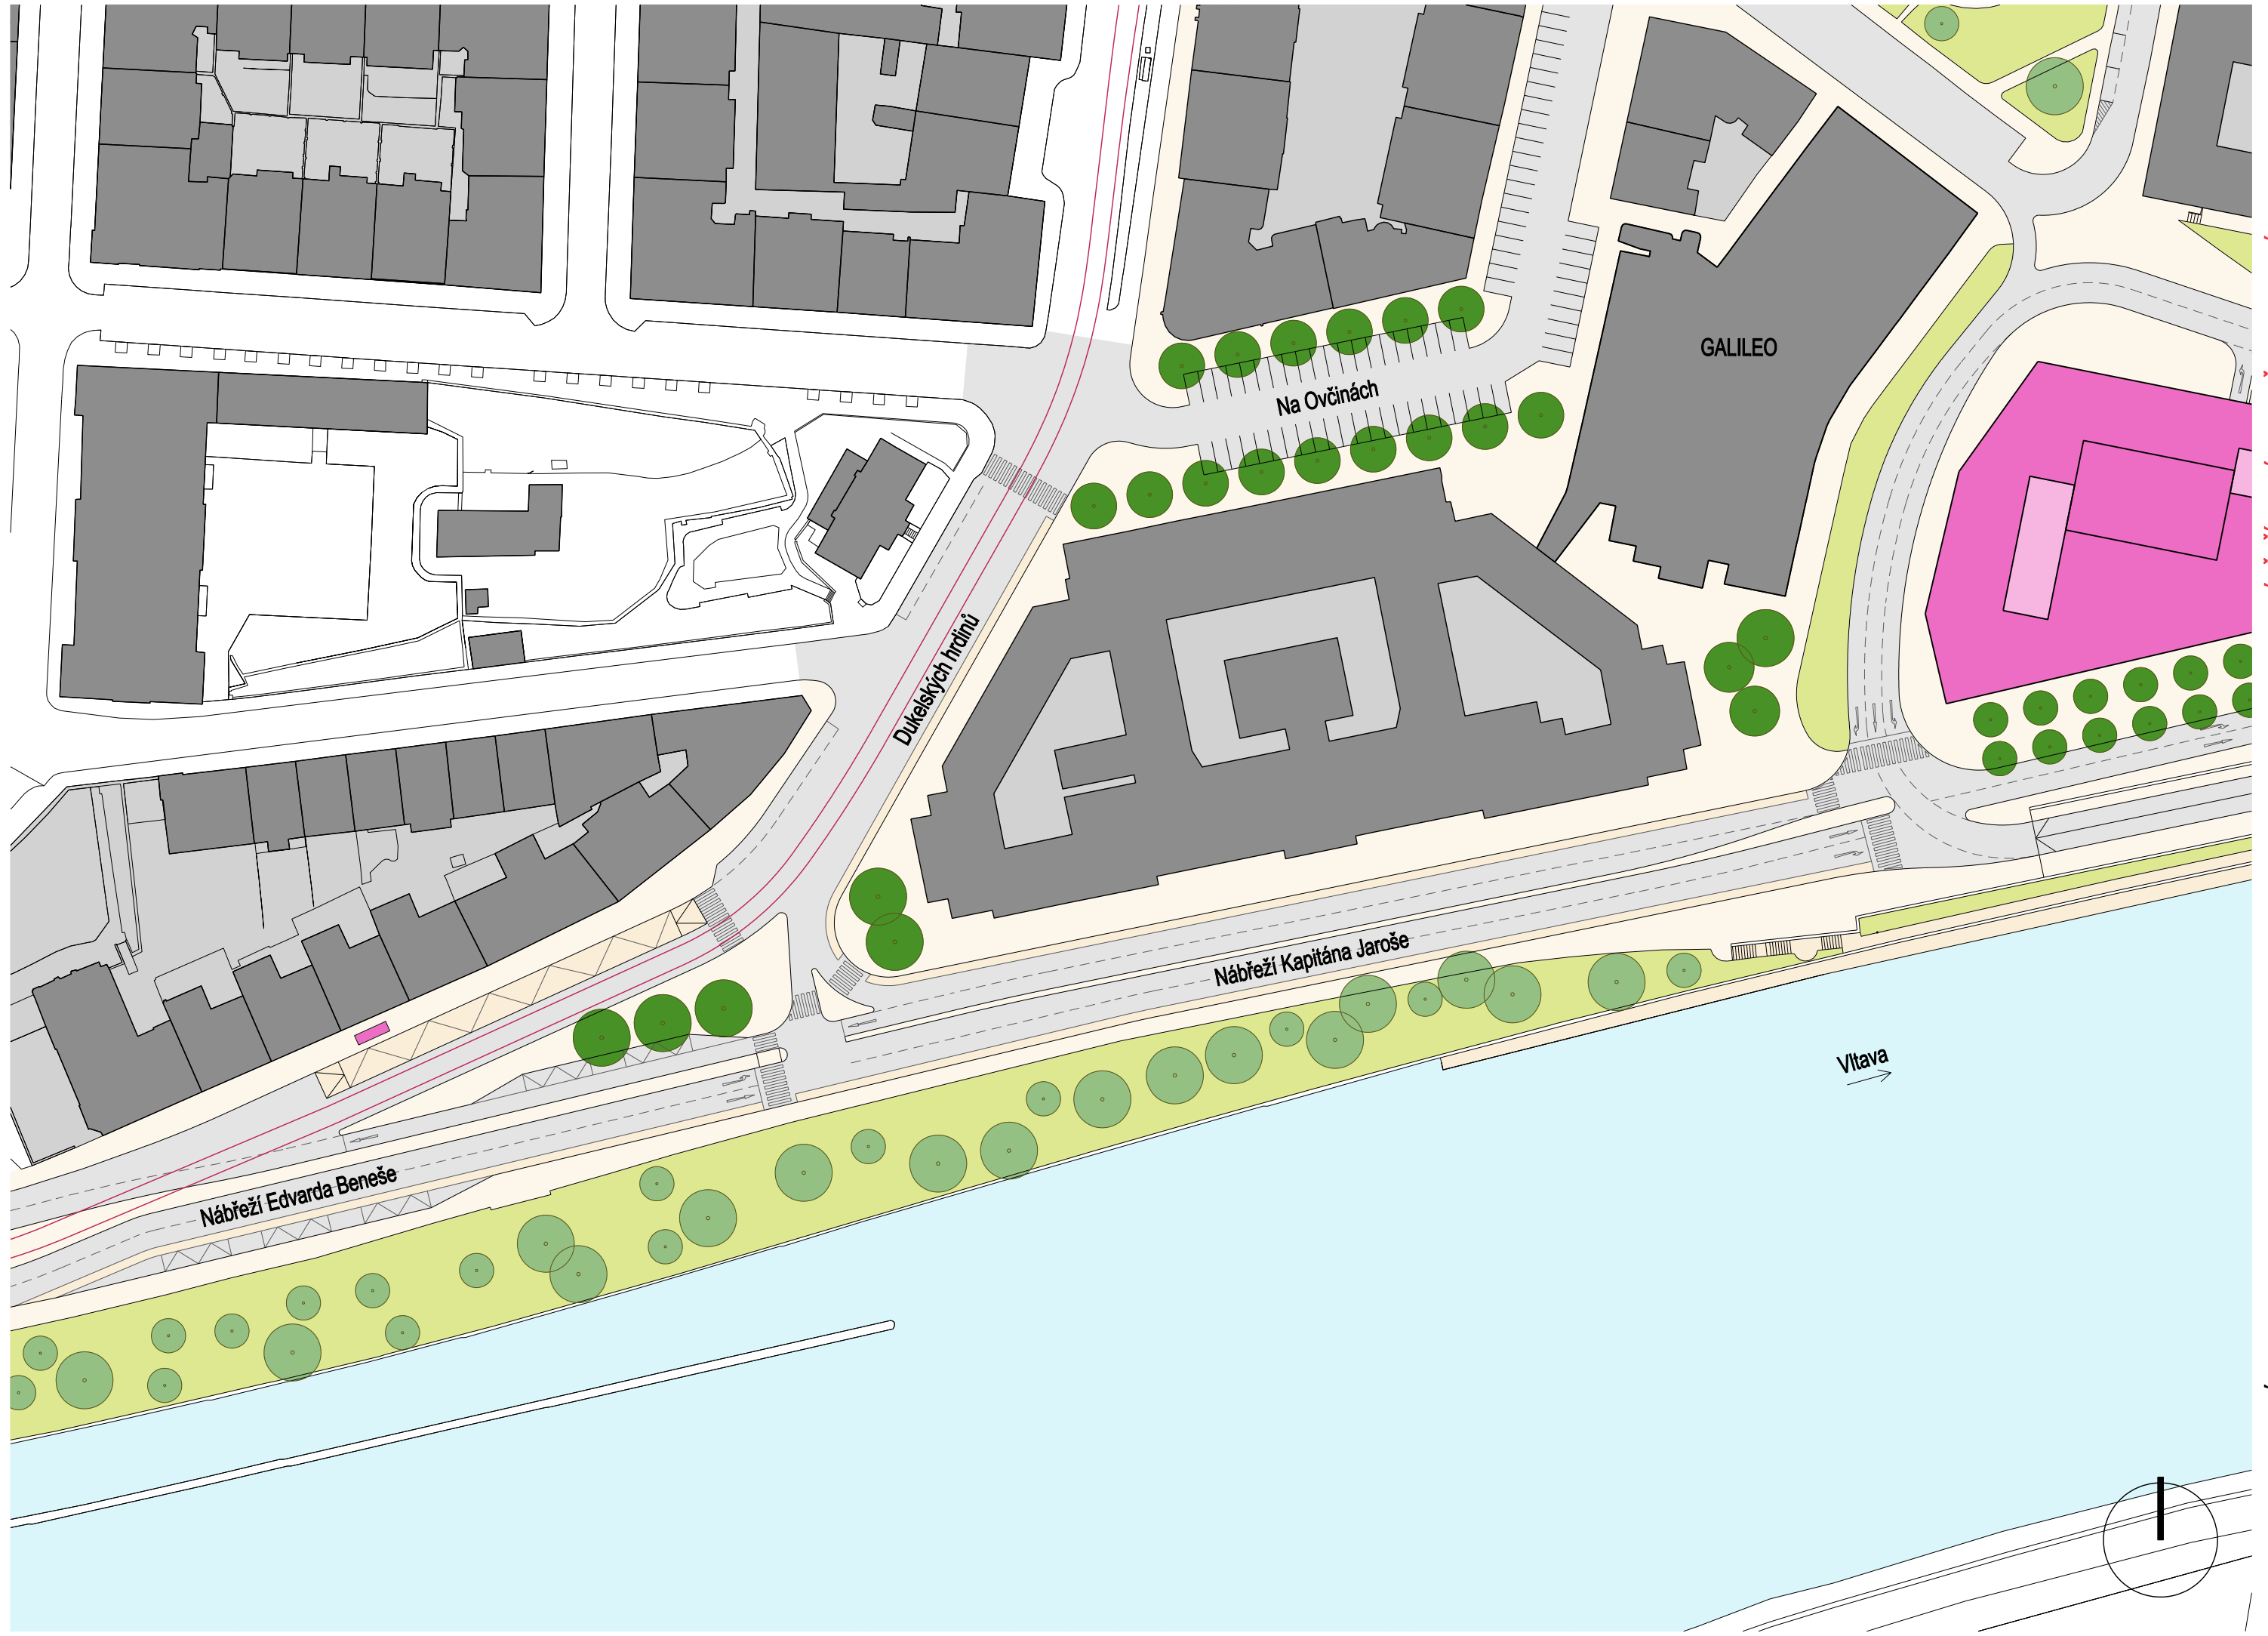 GALILEO
Na Ovčinách
Dukelských hrdinů
Nábřeží Kapitána Jaroše
Vltava
Nábřeží Edvarda Beneše